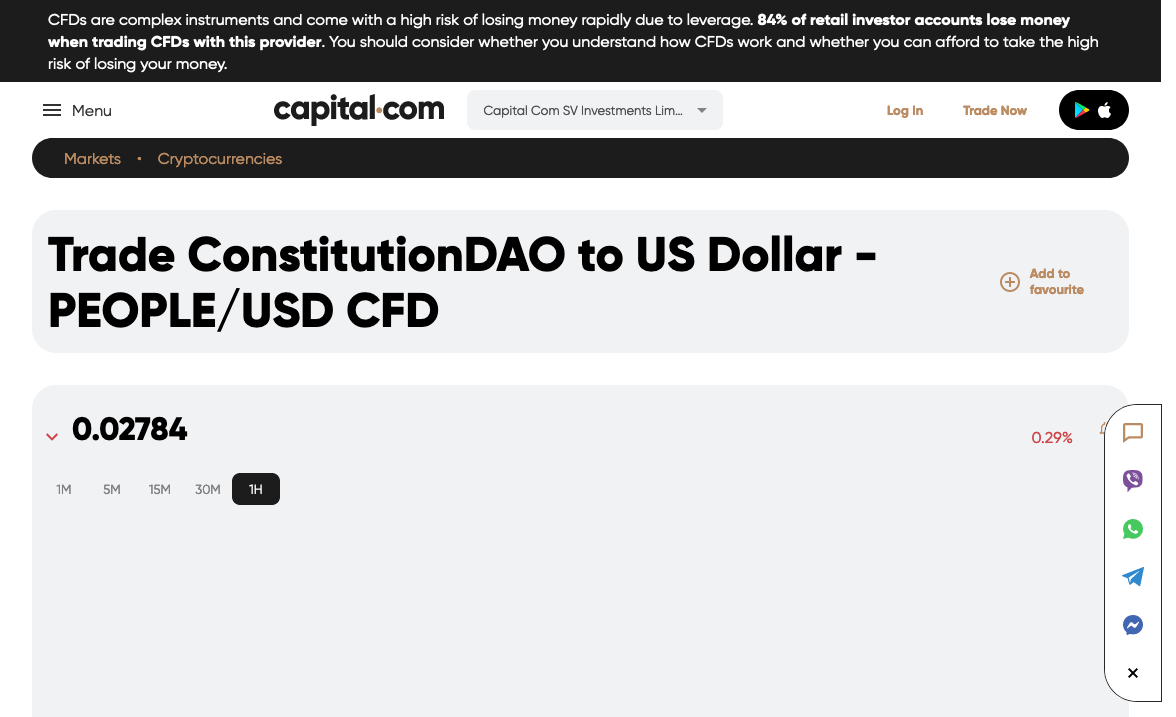 CFDs are complex instruments and come with a high risk of losing money rapidly due to leverage. 84% of retail investor accounts lose money
when trading CFDs with this provider. You should consider whether you understand how CFDs work and whether you can afford to take the high
risk of losing your money.
Menu
capital.com
Capital Com SV Investments Lim...
Log In
Trade Now
Markets • Cryptocurrencies
Trade ConstitutionDAO to US Dollar -
PEOPLE/USD CFD
Add to
favourite
0.02784
0.29%
1M 5M 15M 30M 1H